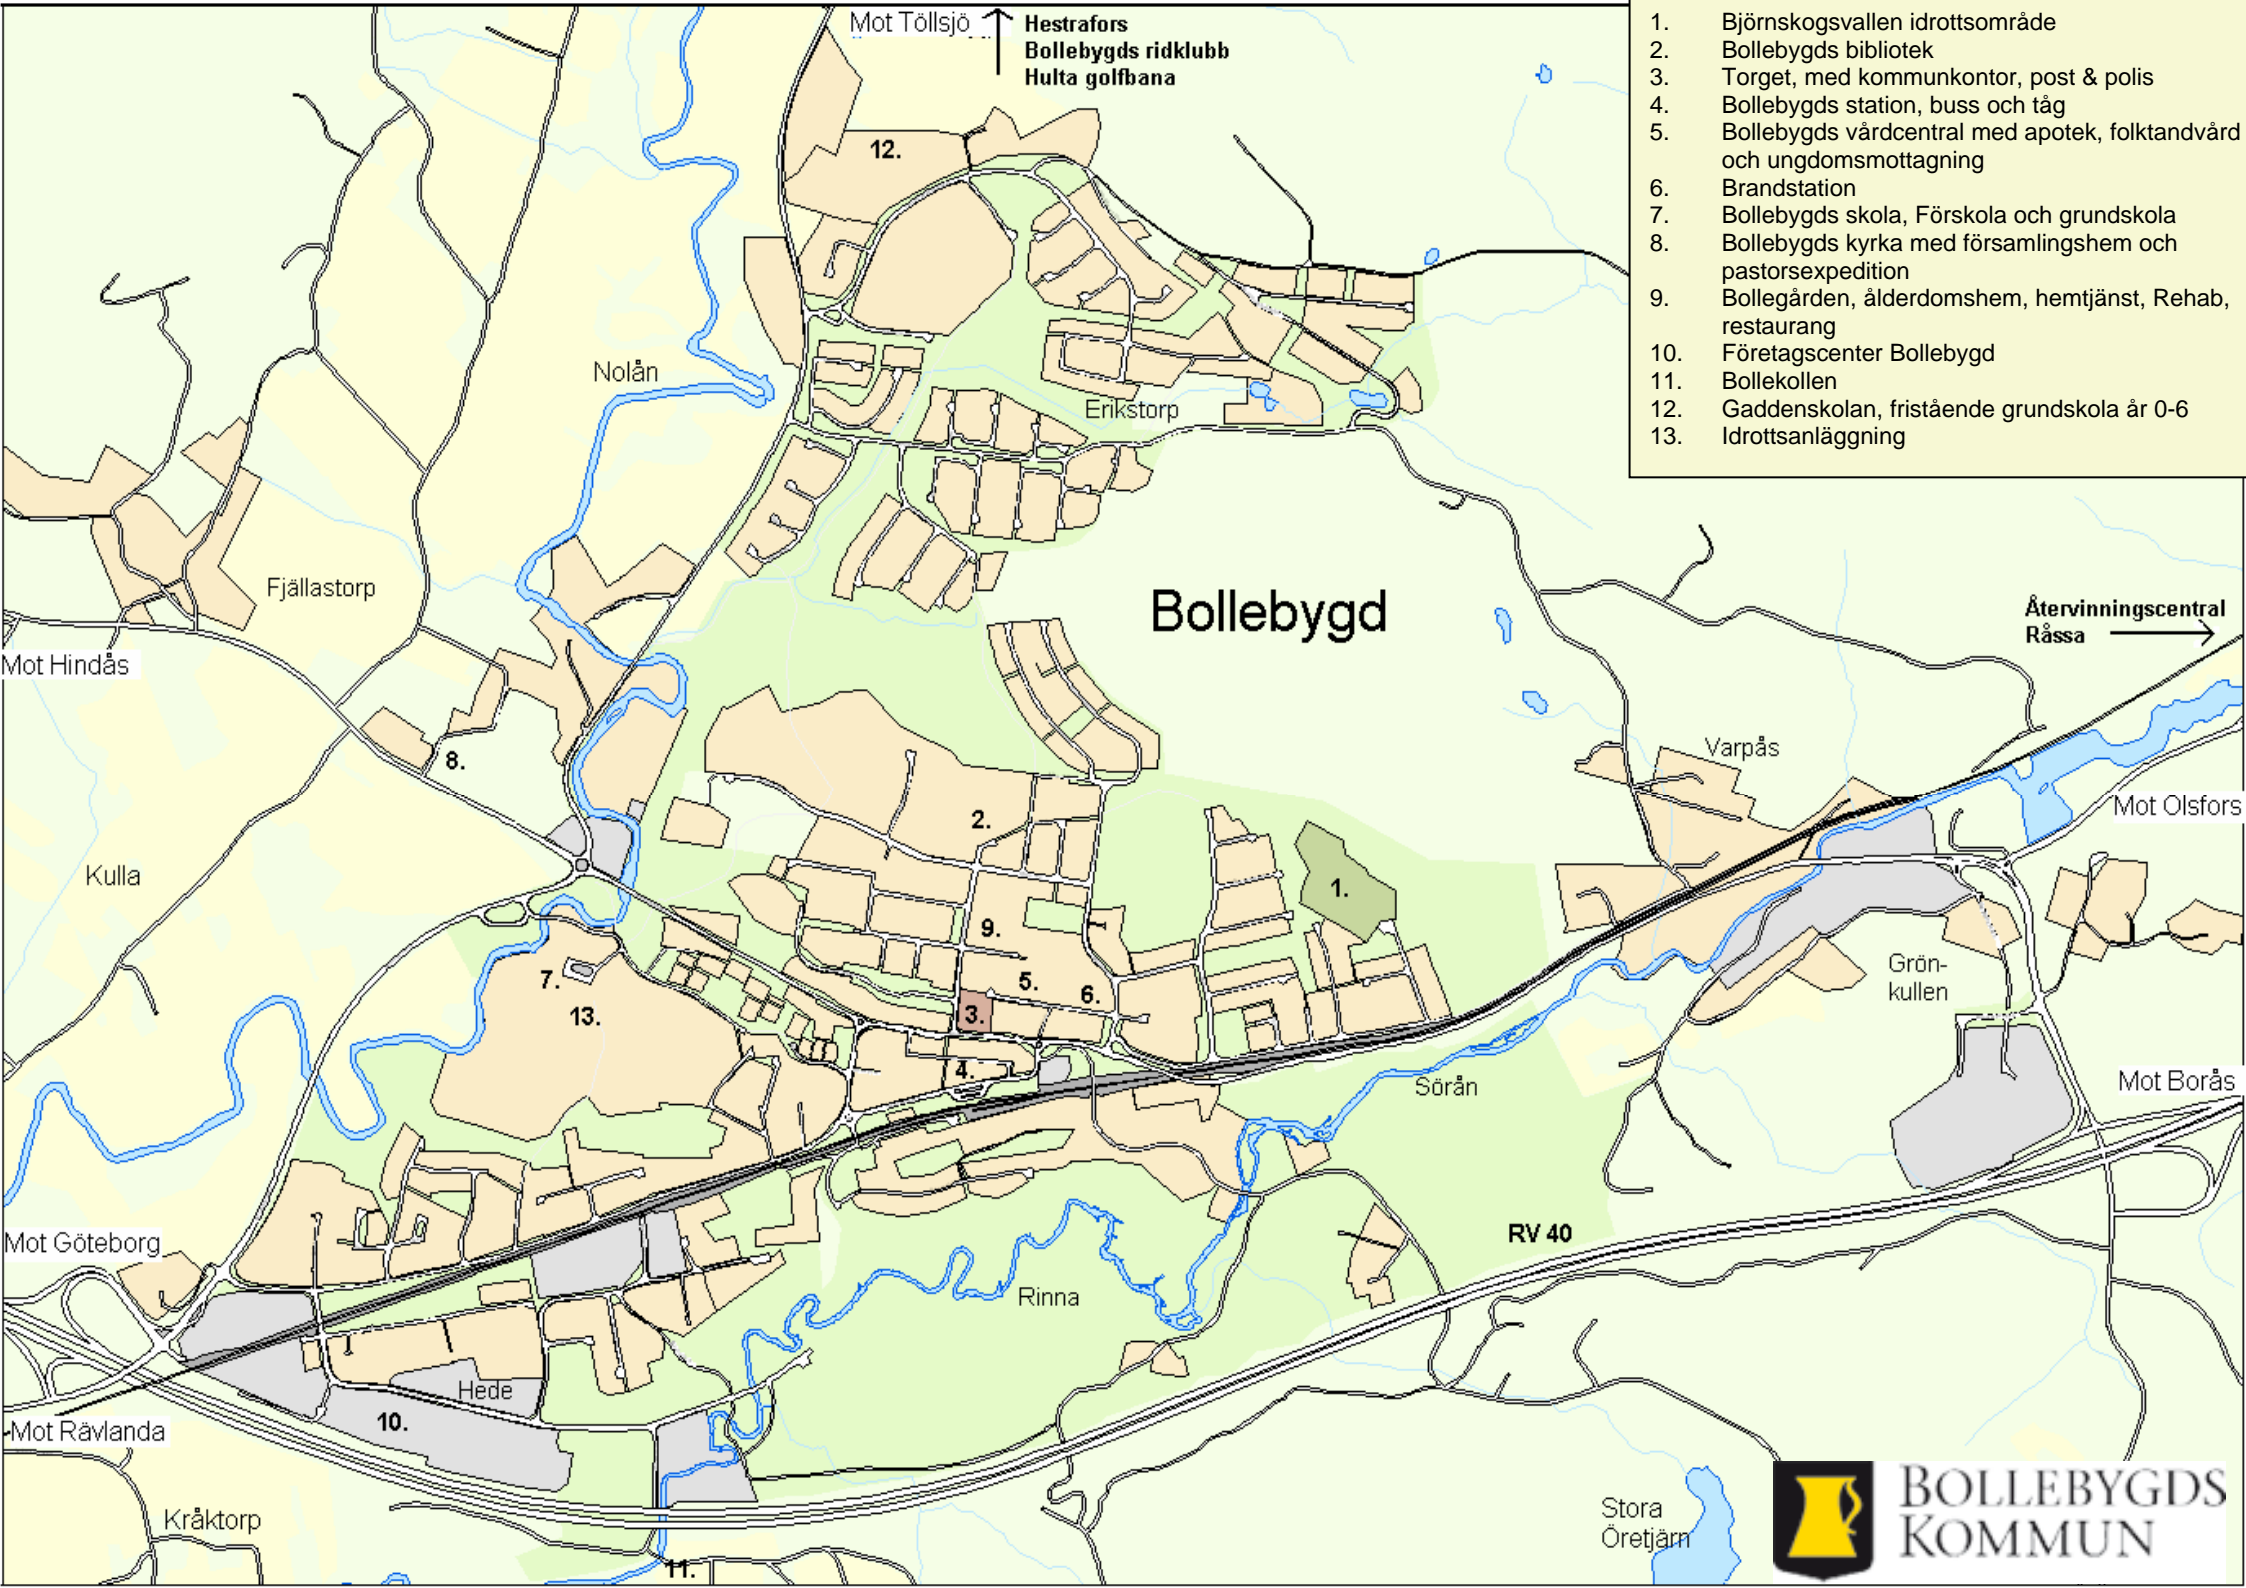 Mot Töllsjö
Hestrafors
Bollebygds ridklubb
Hulta golfbana
1. Björnskogsvallen idrottsområde
2. Bollebygds bibliotek
3. Torget, med kommunkontor, post & polis
4. Bollebygds station, buss och tåg
5. Bollebygds vårdcentral med apotek, folktandvård
och ungdomsmottagning
6. Brandstation
7. Bollebygds skola, Förskola och grundskola
8. Bollebygds kyrka med församlingshem och
pastorsexpedition
9. Bollegården, ålderdomshem, hemtjänst, Rehab,
restaurang
10. Företagscenter Bollebygd
11. Bollekollen
12. Gaddenskolan, fristående grundskola år 0-6
13. Idrottsanläggning
12.
Nolån
Erikstorp
Fjällastorp
Bollebygd
Återvinningscentral
Råssa
Mot Hindås
8.
Varpås
2.
Mot Olsfors
Kulla
1.
9.
Grön-
kullen
7.
5.
6.
13.
3.
4.
Sörån
Mot Borås
RV 40
Mot Göteborg
Rinna
Hede
10.
Mot Rävlanda
Kråktorp
Stora
Öretjärn
11.
BOLLEBYGDS
KOMMUN